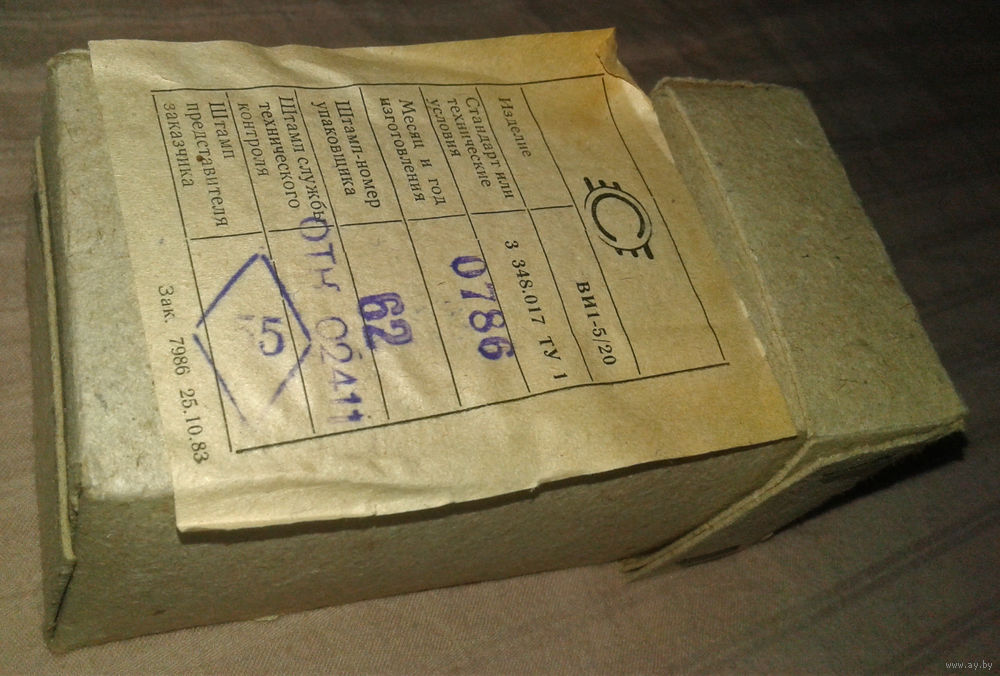 Изделие
ВИ1-5/20
Стандарт или
технические
условия
3 348.017 ТУ 1
Месяц и год
изготовления
0786
Штамп-номер
упаковщика
62
Штамп службы
технического
контроля
ОТК 02411
Штамп
представителя
заказчика
5
Зак. 7986 25.10.83
www.ay.by